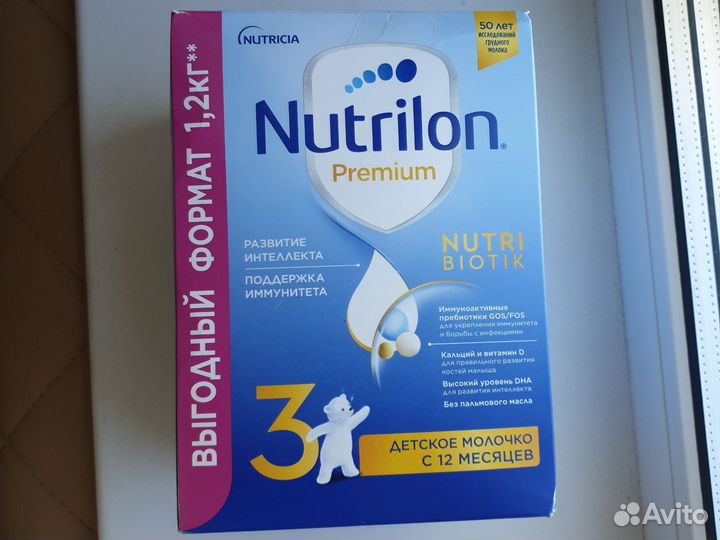 NUTRICIA
50 ЛЕТ
ИССЛЕДОВАНИЙ
ГРУДНОГО
МОЛОКА
ВЫГОДНЫЙ ФОРМАТ 1,2КГ**
Nutrilon®
Premium
РАЗВИТИЕ
ИНТЕЛЛЕКТА
ПОДДЕРЖКА
ИММУНИТЕТА
NUTRI
BIOTIK
Иммуноактивные
пребиотики GOS/FOS
для укрепления иммунитета
и борьбы с инфекциями
Кальций и витамин D
для правильного развития
костей малыша
Высокий уровень DHA
для развития интеллекта
Без пальмового масла
3
ДЕТСКОЕ МОЛОЧКО
С 12 МЕСЯЦЕВ
Avito